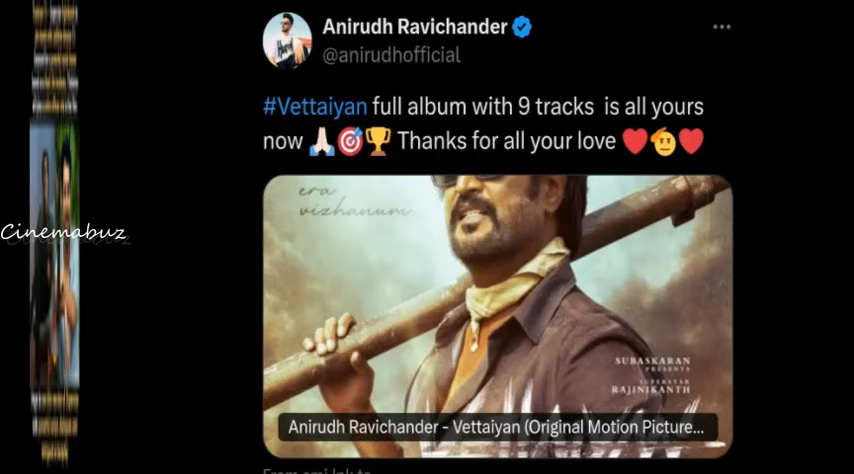 Anirudh Ravichander
@anirudhofficial
#Vettaiyan full album with 9 tracks is all yours
now 🙏🏻🎯🏆 Thanks for all your love ❤️🫡❤️
era
vizhanum
Cinemabuz
SUBASKARAN
PRESENTS
SUPERSTAR
RAJINIKANTH
Anirudh Ravichander - Vettaiyan (Original Motion Picture...